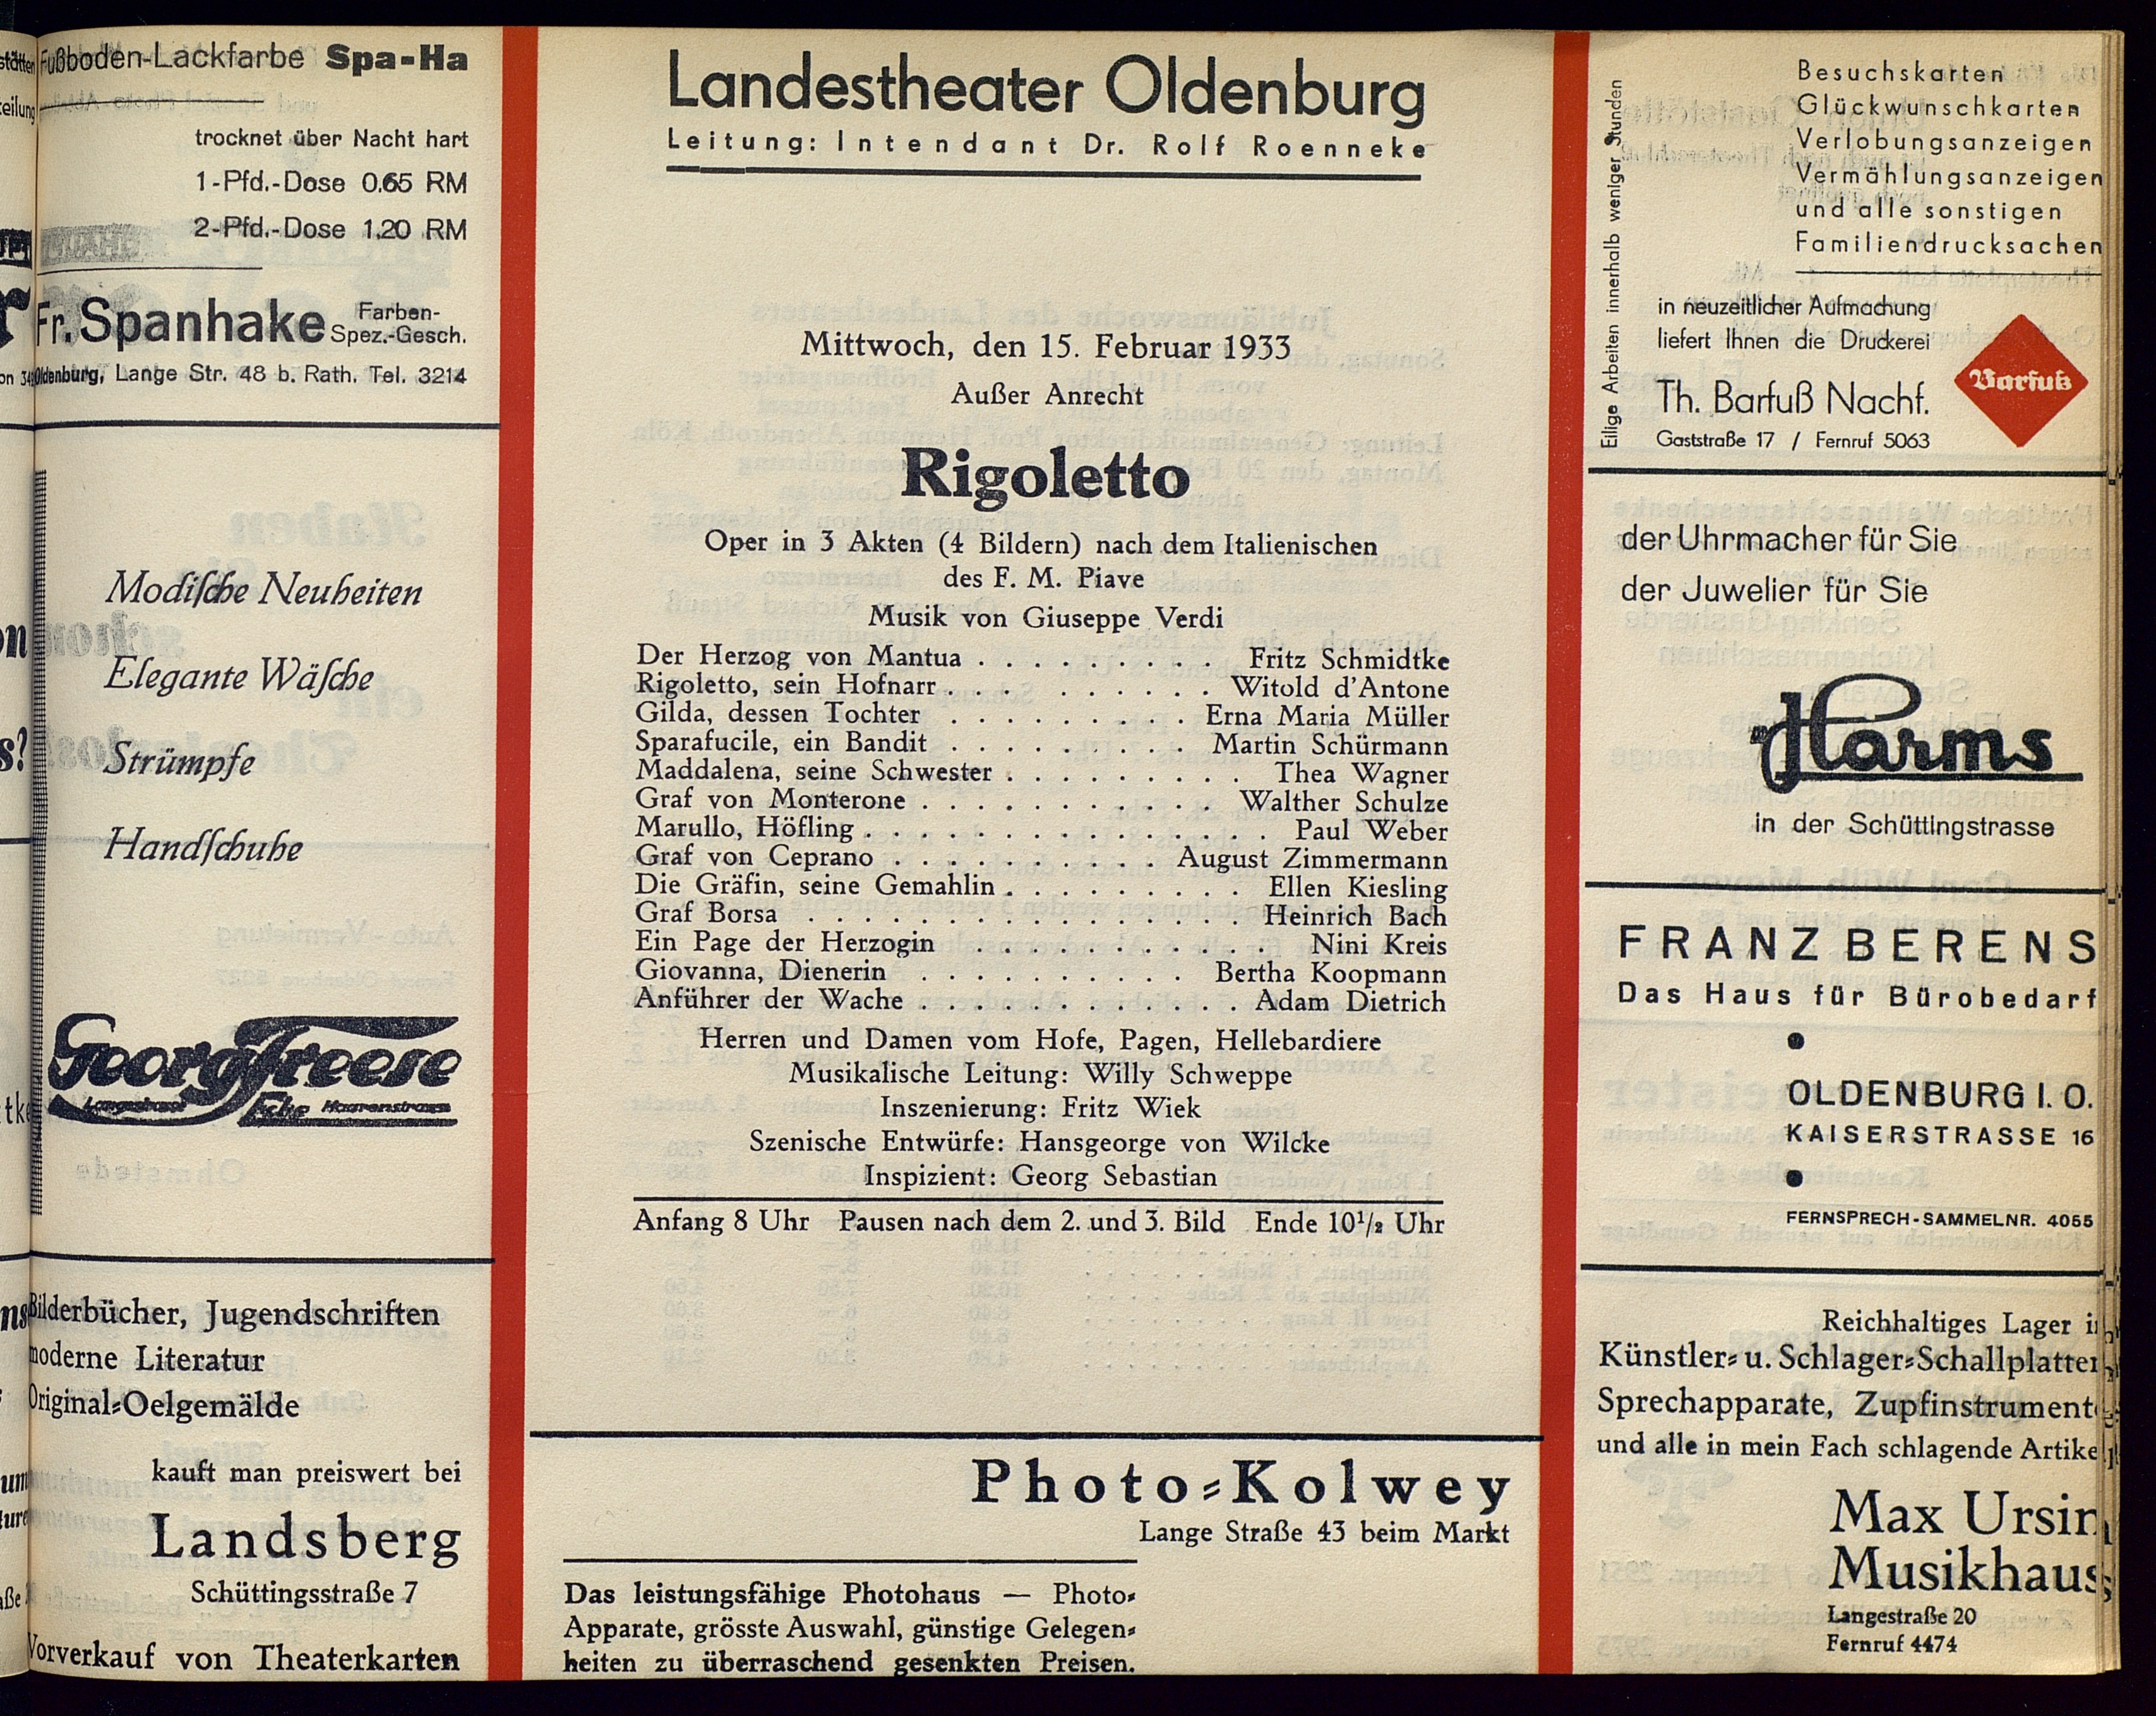 Fußboden-Lackfarbe Spa-Ha
trocknet über Nacht hart
1-Pfd.-Dose 0,65 RM
2-Pfd.-Dose 1,20 RM
Fr. Spanhake Farben-
Spez.-Gesch.
Oldenburg, Lange Str. 48 b. Rath. Tel. 3214
Modische Neuheiten
Elegante Wäsche
Strümpfe
Handschuhe
Georg Freese
Langestrasse Ecke Haarenstrasse
Bilderbücher, Jugendschriften
moderne Literatur
Original-Oelgemälde
kauft man preiswert bei
Landsberg
Schüttingsstraße 7
Vorverkauf von Theaterkarten
Landestheater Oldenburg
Leitung: Intendant Dr. Rolf Roenneke
Mittwoch, den 15. Februar 1933
Außer Anrecht
Rigoletto
Oper in 3 Akten (4 Bildern) nach dem Italienischen
des F. M. Piave
Musik von Giuseppe Verdi
Der Herzog von Mantua . . . . . . . . . Fritz Schmidtke
Rigoletto, sein Hofnarr . . . . . . . . . Witold d'Antone
Gilda, dessen Tochter . . . . . . . . . Erna Maria Müller
Sparafucile, ein Bandit . . . . . . . . . Martin Schürmann
Maddalena, seine Schwester . . . . . . . . . Thea Wagner
Graf von Monterone . . . . . . . . . . . Walther Schulze
Marullo, Höfling . . . . . . . . . . . . . . . Paul Weber
Graf von Ceprano . . . . . . . . . . August Zimmermann
Die Gräfin, seine Gemahlin . . . . . . . . . Ellen Kiesling
Graf Borsa . . . . . . . . . . . . . . . . Heinrich Bach
Ein Page der Herzogin . . . . . . . . . . Nini Kreis
Giovanna, Dienerin . . . . . . . . . . Bertha Koopmann
Anführer der Wache . . . . . . . . . . . . Adam Dietrich
Herren und Damen vom Hofe, Pagen, Hellebardiere
Musikalische Leitung: Willy Schweppe
Inszenierung: Fritz Wiek
Szenische Entwürfe: Hansgeorge von Wilcke
Inspizient: Georg Sebastian
Anfang 8 Uhr Pausen nach dem 2. und 3. Bild Ende 10½ Uhr
Photo-Kolwey
Lange Straße 43 beim Markt
Das leistungsfähige Photohaus — Photo-
Apparate, grösste Auswahl, günstige Gelegen-
heiten zu überraschend gesenkten Preisen.
Eilige Arbeiten innerhalb weniger Stunden
Besuchskarten
Glückwunschkarten
Verlobungsanzeigen
Vermählungsanzeigen
und alle sonstigen
Familiendrucksachen
in neuzeitlicher Aufmachung
liefert Ihnen die Druckerei
Th. Barfuß Nachf.
Gaststraße 17 / Fernruf 5063
Barfuß
der Uhrmacher für Sie
der Juwelier für Sie
Harms
in der Schüttingstrasse
FRANZ BERENS
Das Haus für Bürobedarf
OLDENBURG I. O.
KAISERSTRASSE 16
FERNSPRECH-SAMMELNR. 4055
Reichhaltiges Lager in
Künstler- u. Schlager-Schallplatten
Sprechapparate, Zupfinstrumente
und alle in mein Fach schlagende Artikel
Max Ursin
Musikhaus
Langestraße 20
Fernruf 4474